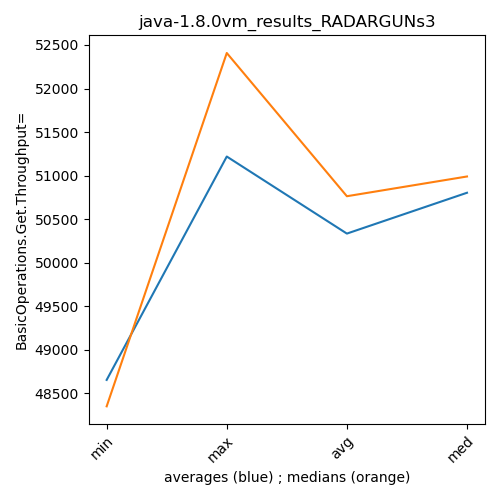 java-1.8.0vm_results_RADARGUNs3
BasicOperations.Get.Throughput=
52500
52000
51500
51000
50500
50000
49500
49000
48500
min
max
avg
med
averages (blue) ; medians (orange)